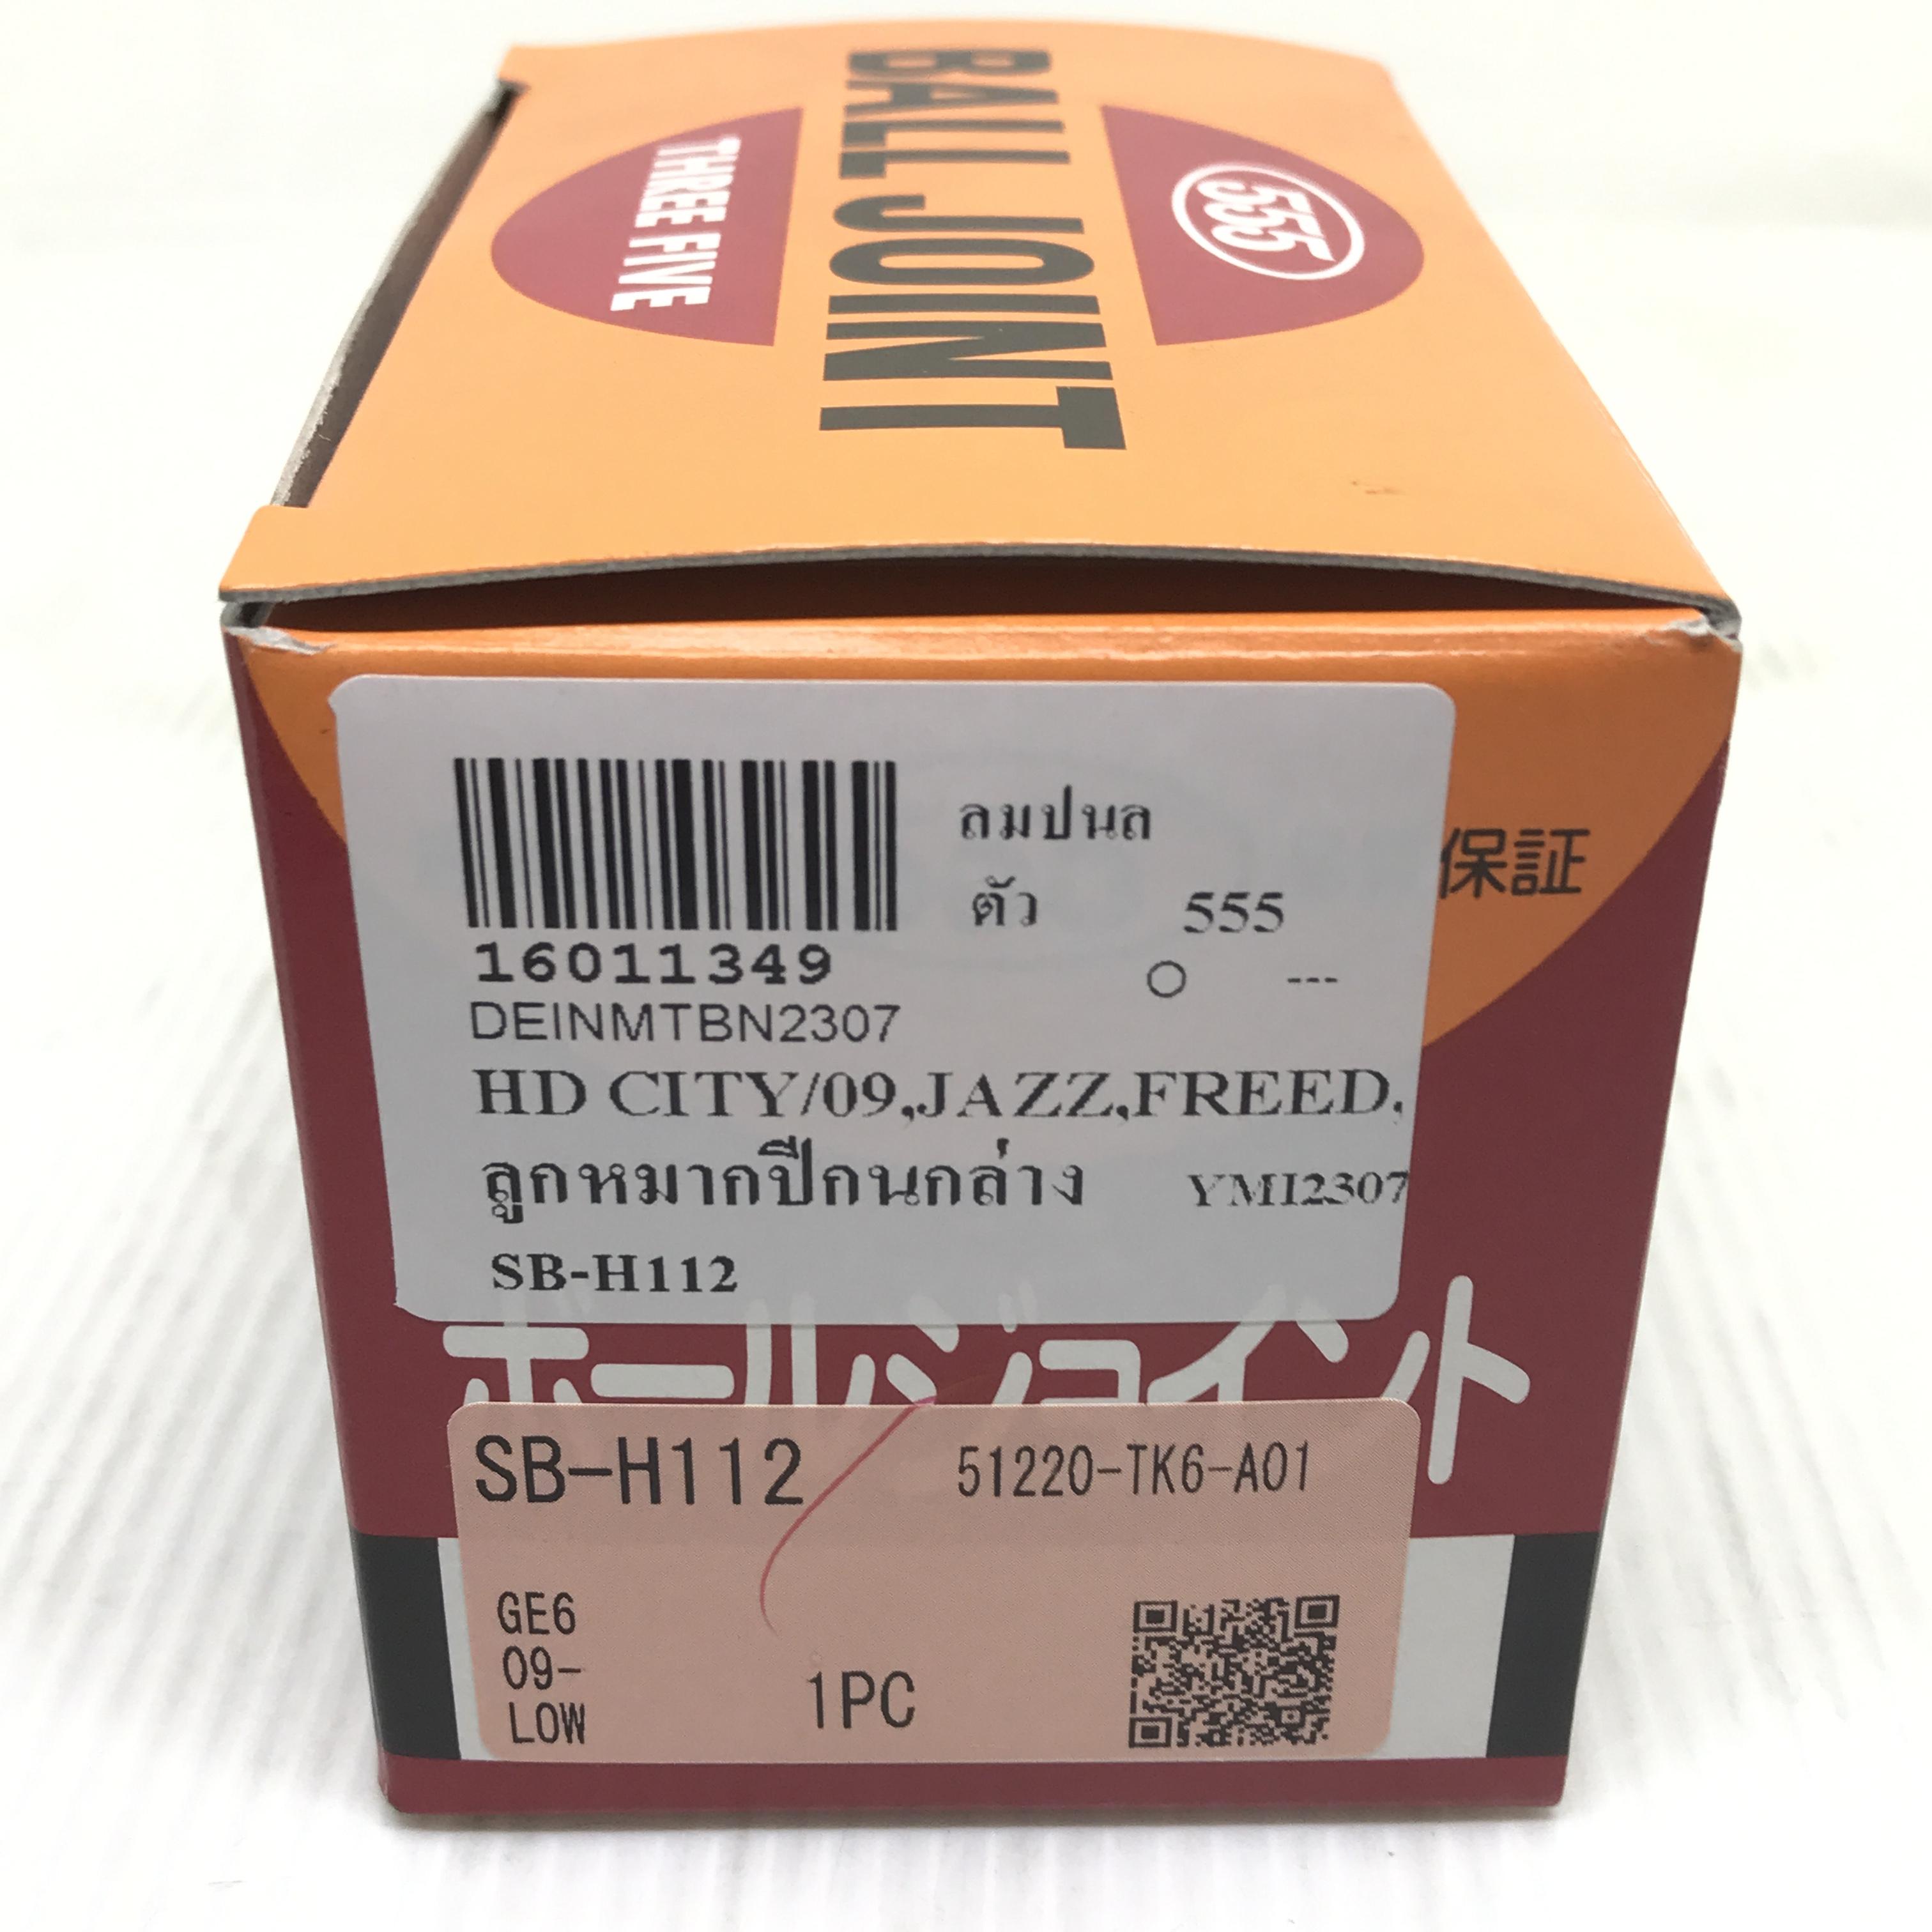 555
BALL JOINT
THREE FIVE
ลมปนล
ตัว 555
16011349 ○ ---
DEINMTBN2307
HD CITY/09,JAZZ,FREED,
ลูกหมากปีกนกล่าง YMI2307
SB-H112
保証
ボールジョイント
SB-H112 51220-TK6-A01
GE6
09-
LOW
1PC